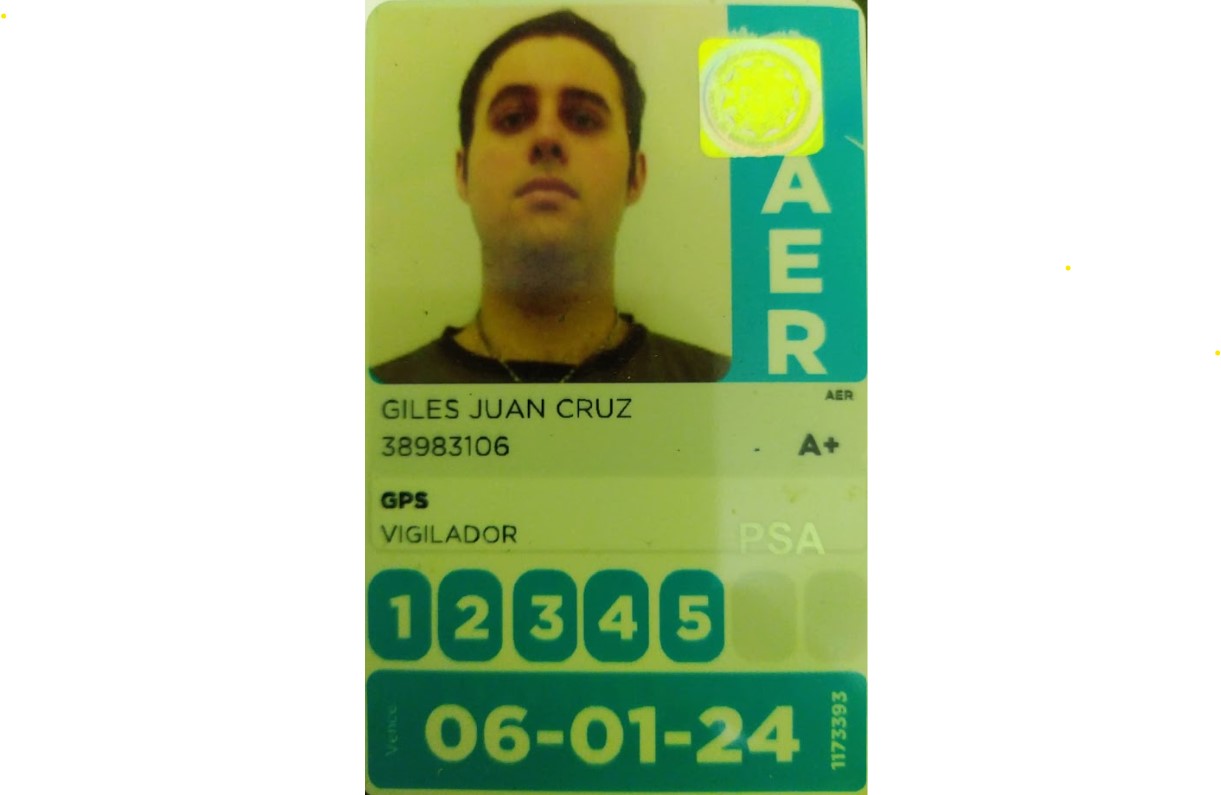 AER
AER
GILES JUAN CRUZ
38983106
A+
GPS
VIGILADOR
PSA
1 2 3 4 5
Vence
06-01-24
1173393